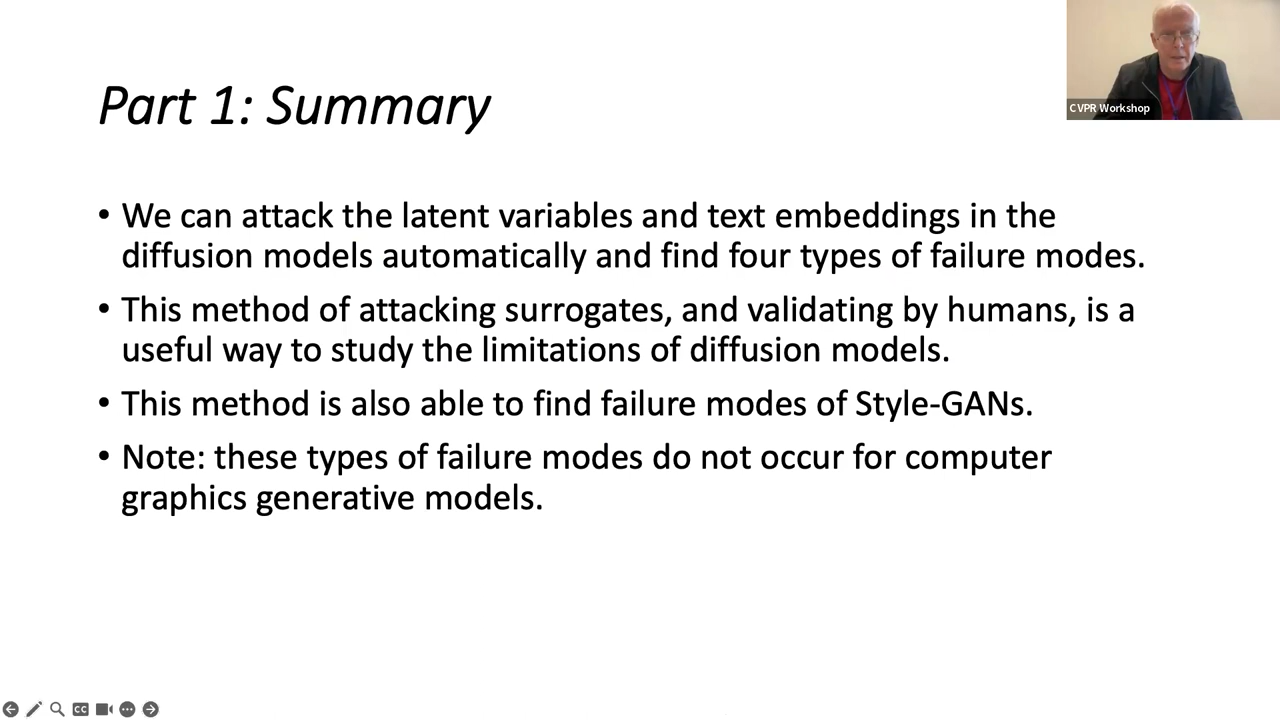 Part 1: Summary
CVPR Workshop
• We can attack the latent variables and text embeddings in the
diffusion models automatically and find four types of failure modes.
• This method of attacking surrogates, and validating by humans, is a
useful way to study the limitations of diffusion models.
• This method is also able to find failure modes of Style-GANs.
• Note: these types of failure modes do not occur for computer
graphics generative models.
CC